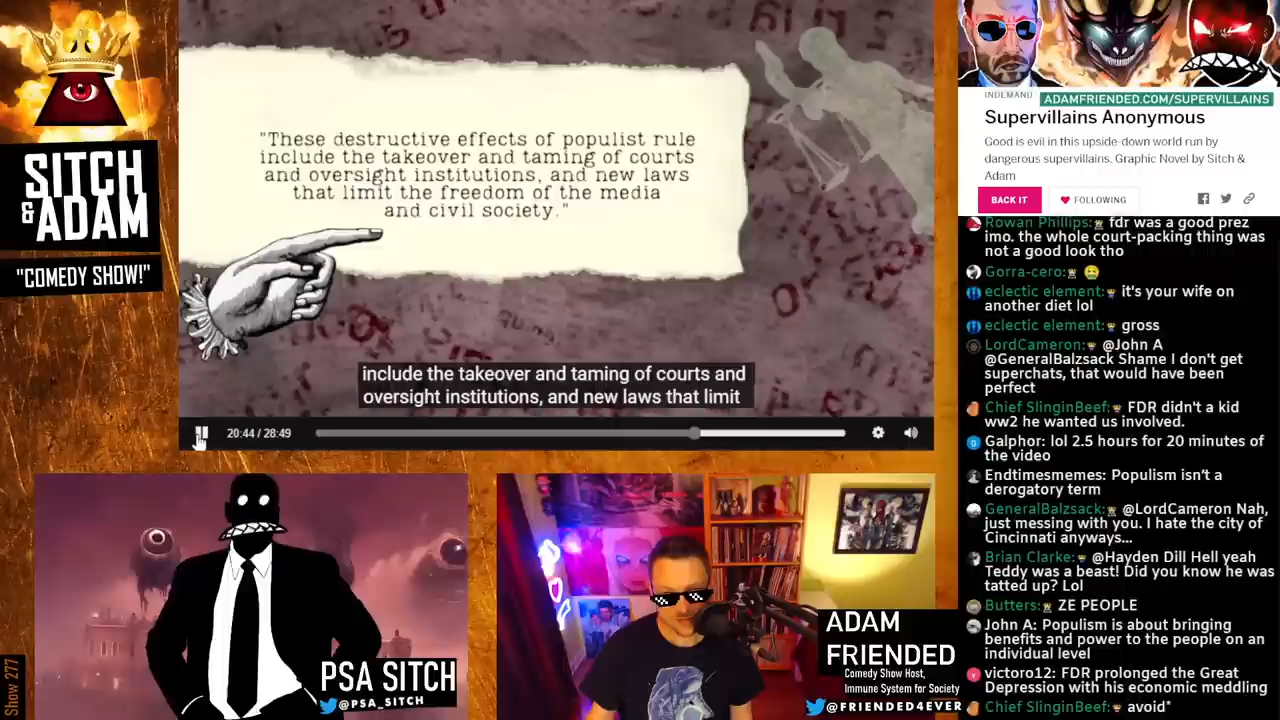 SITCH
& ADAM
"COMEDY SHOW!"
"These destructive effects of populist rule
include the takeover and taming of courts
and oversight institutions, and new laws
that limit the freedom of the media
and civil society."
include the takeover and taming of courts and
oversight institutions, and new laws that limit
20:44 / 28:49
INDEMAND
ADAMFRIENDED.COM/SUPERVILLAINS
Supervillains Anonymous
Good is evil in this upside-down world run by
dangerous supervillains. Graphic Novel by Sitch &
Adam
BACK IT
FOLLOWING
Rowan Phillips: fdr was a good prez
imo. the whole court-packing thing was
not a good look tho
Gorra-cero:
eclectic element: it's your wife on
another diet lol
eclectic element: gross
LordCameron: @John A
@GeneralBalzsack Shame I don't get
superchats, that would have been
perfect
Chief SlinginBeef: FDR didn't a kid
ww2 he wanted us involved.
Galphor: lol 2.5 hours for 20 minutes of
the video
Endtimesmemes: Populism isn't a
derogatory term
GeneralBalzsack: @LordCameron Nah,
just messing with you. I hate the city of
Cincinnati anyways...
Brian Clarke: @Hayden Dill Hell yeah
Teddy was a beast! Did you know he was
tatted up? Lol
Butters: ZE PEOPLE
John A: Populism is about bringing
benefits and power to the people on an
individual level
victoro12: FDR prolonged the Great
Depression with his economic meddling
Chief SlinginBeef: avoid*
Show 277
PSA SITCH
@PSA_SITCH
ADAM
FRIENDED
Comedy Show Host,
Immune System for Society
@FRIENDED4EVER